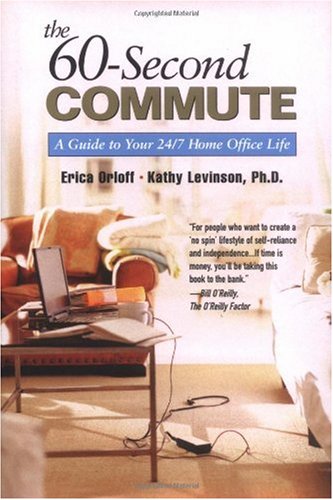 the
60-Second
COMMUTE
A Guide to Your 24/7 Home Office Life
Erica Orloff • Kathy Levinson, Ph.D.
"For people who want to create a
'no spin' lifestyle of self-reliance
and independence...If time is
money, you'll be taking this
book to the bank."
—Bill O'Reilly,
The O'Reilly Factor